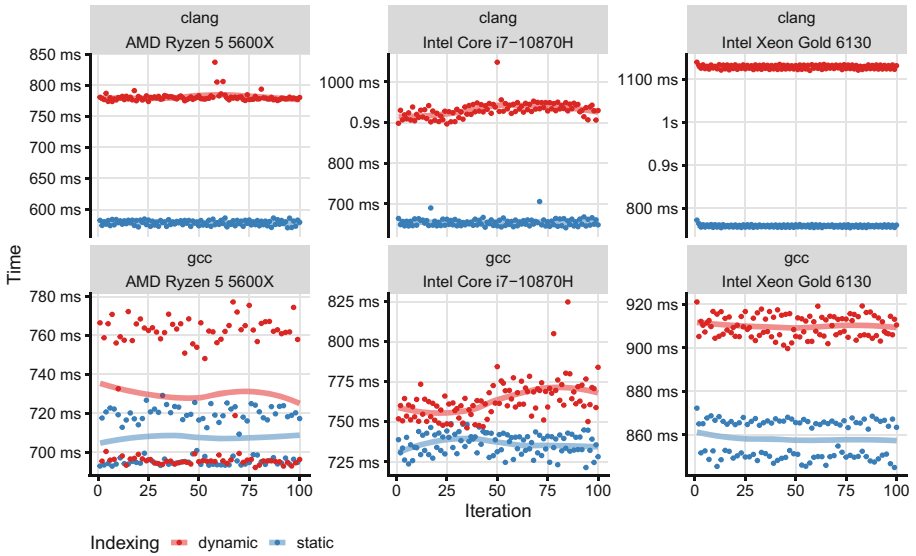 clang
AMD Ryzen 5 5600X
850 ms
800 ms
750 ms
700 ms
650 ms
600 ms
clang
Intel Core i7−10870H
1000 ms
0.9s
800 ms
700 ms
clang
Intel Xeon Gold 6130
1100 ms
1s
0.9s
800 ms
Time
gcc
AMD Ryzen 5 5600X
780 ms
760 ms
740 ms
720 ms
700 ms
0 25 50 75 100
gcc
Intel Core i7−10870H
825 ms
800 ms
775 ms
750 ms
725 ms
0 25 50 75 100
gcc
Intel Xeon Gold 6130
920 ms
900 ms
880 ms
860 ms
0 25 50 75 100
Iteration
Indexing dynamic static